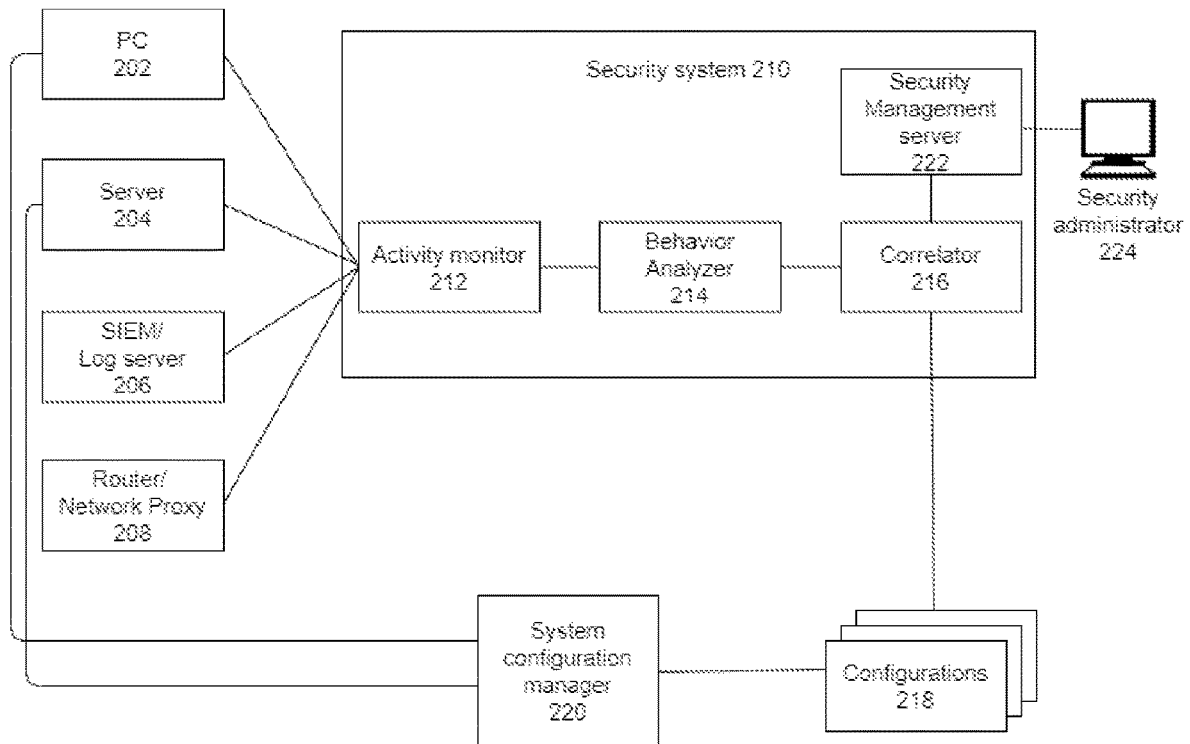 PC
202
Security system 210
Security
Management
server
222
Server
204
Security
administrator
224
Activity monitor
212
Behavior
Analyzer
214
Correlator
216
SIEM/
Log server
206
Router/
Network Proxy
208
System
configuration
manager
220
Configurations
218